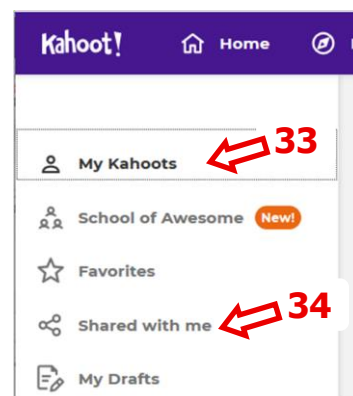 Kahoot! Home
My Kahoots 33
School of Awesome New!
Favorites
Shared with me 34
My Drafts